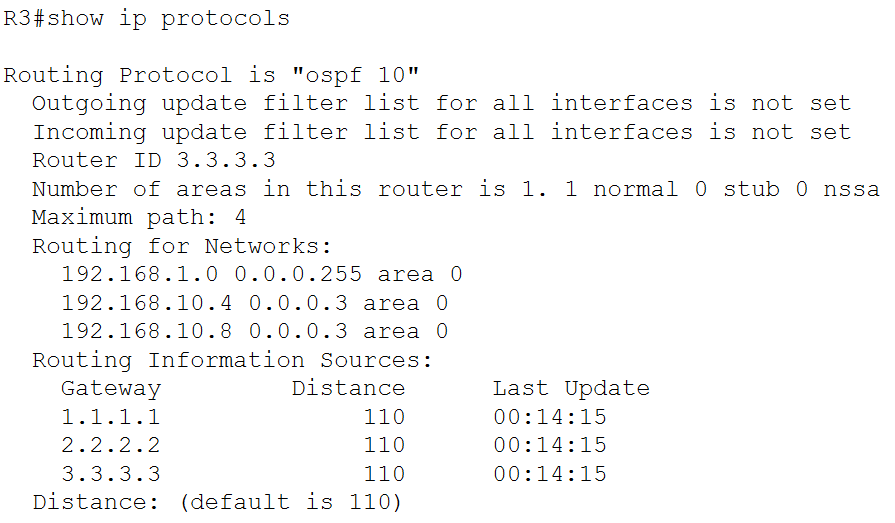 R3#show ip protocols
Routing Protocol is "ospf 10"
Outgoing update filter list for all interfaces is not set
Incoming update filter list for all interfaces is not set
Router ID 3.3.3.3
Number of areas in this router is 1. 1 normal 0 stub 0 nssa
Maximum path: 4
Routing for Networks:
192.168.1.0 0.0.0.255 area 0
192.168.10.4 0.0.0.3 area 0
192.168.10.8 0.0.0.3 area 0
Routing Information Sources:
Gateway Distance Last Update
1.1.1.1 110 00:14:15
2.2.2.2 110 00:14:15
3.3.3.3 110 00:14:15
Distance: (default is 110)